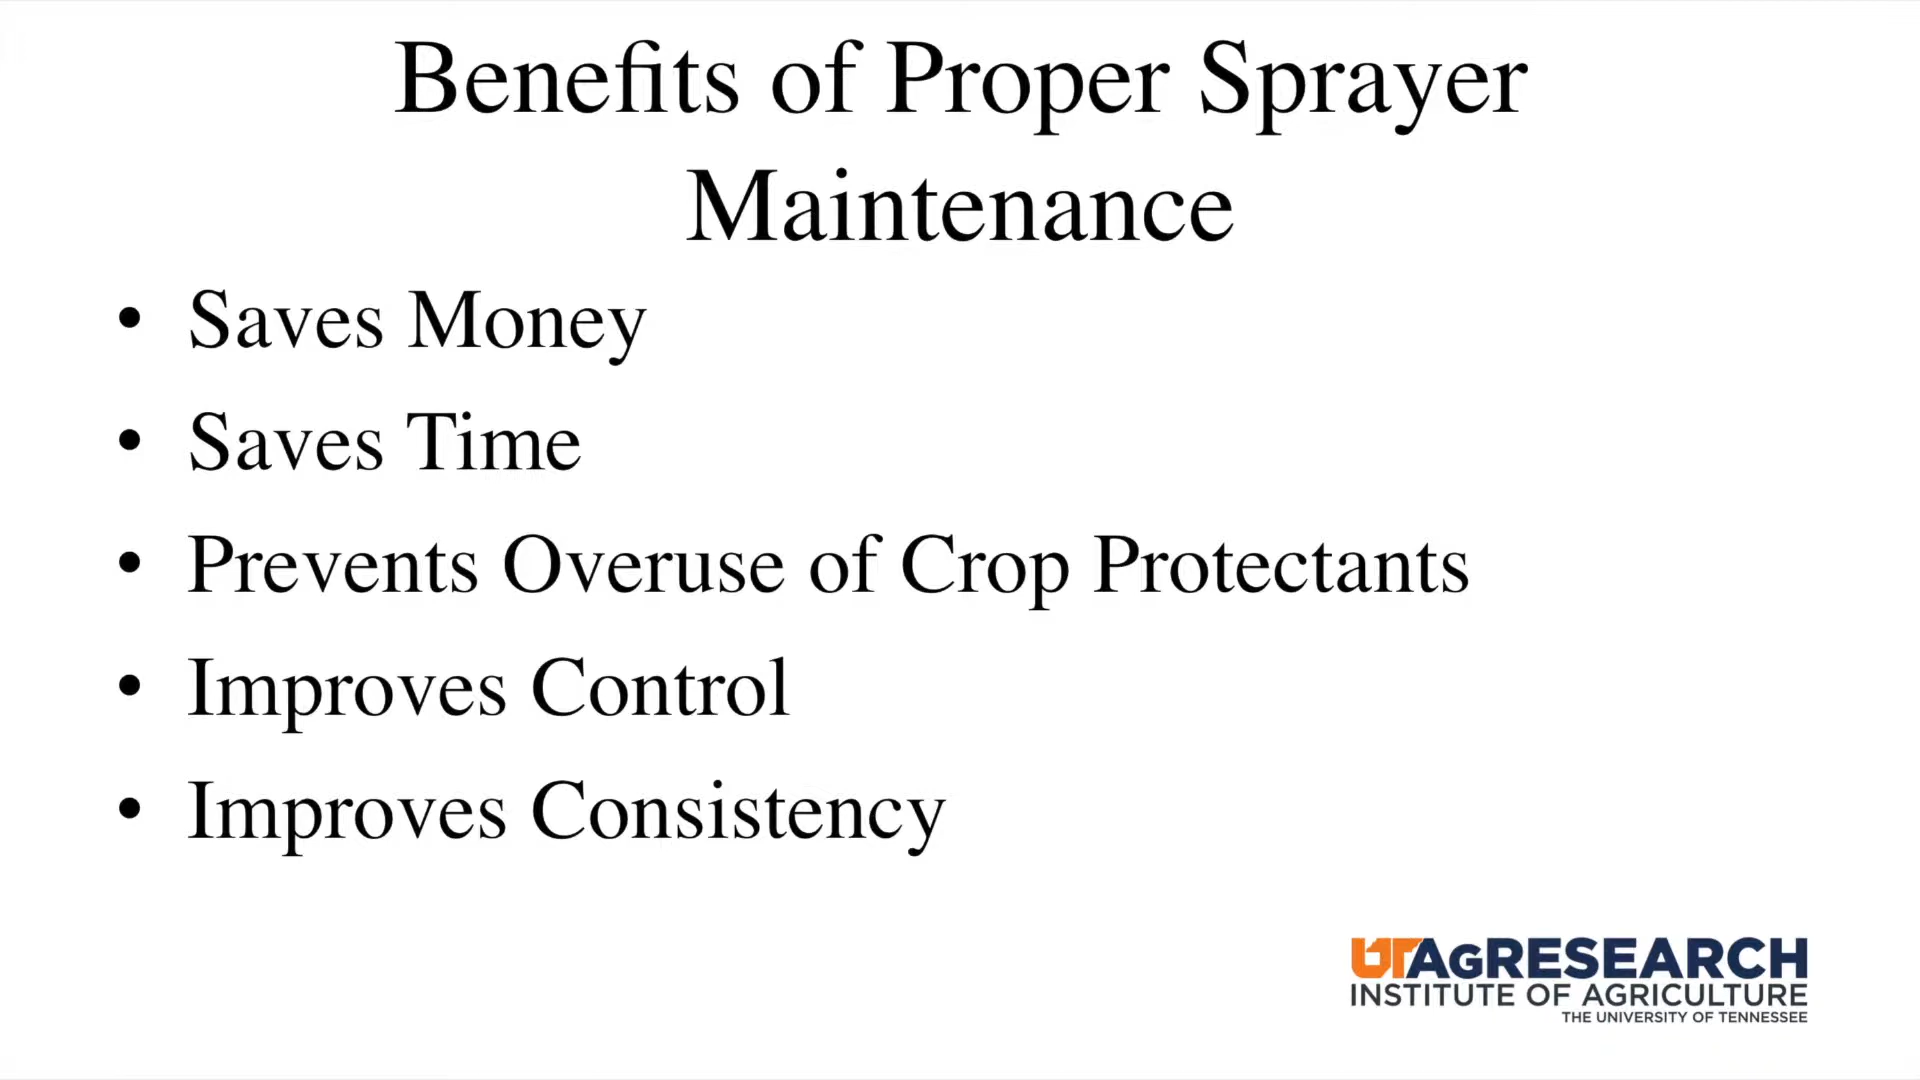 Benefits of Proper Sprayer
Maintenance
• Saves Money
• Saves Time
• Prevents Overuse of Crop Protectants
• Improves Control
• Improves Consistency
UTAgRESEARCH
INSTITUTE OF AGRICULTURE
THE UNIVERSITY OF TENNESSEE